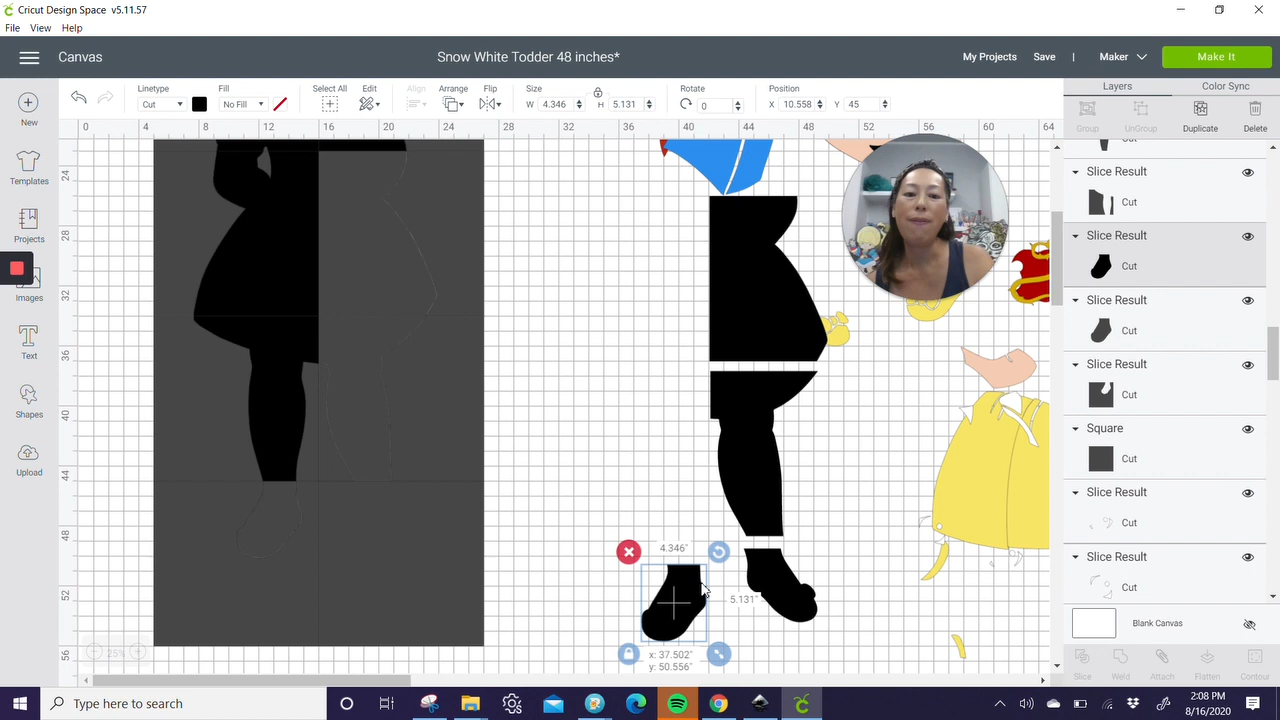 Cricut Design Space v5.11.57
File View Help
Canvas
Snow White Todder 48 inches*
My Projects Save | Maker Make It
Linetype Fill Select All Edit Align Arrange Flip Size Rotate Position
Cut No Fill W 4.346 H 5.131 0 X 10.558 Y 45
Layers Color Sync
Group UnGroup Duplicate Delete
New
Templates
Projects
Images
Text
Shapes
Upload
0 4 8 12 16 20 24 28 32 36 40 44 48 52 56 60 64
24
28
32
36
40
44
48
52
56
4.346"
5.131"
x: 37.502"
y: 50.556"
25%
Cut
Slice Result
Cut
Slice Result
Cut
Slice Result
Cut
Slice Result
Cut
Square
Cut
Slice Result
Cut
Slice Result
Cut
Blank Canvas
Slice Weld Attach Flatten Contour
Type here to search
2:08 PM
8/16/2020